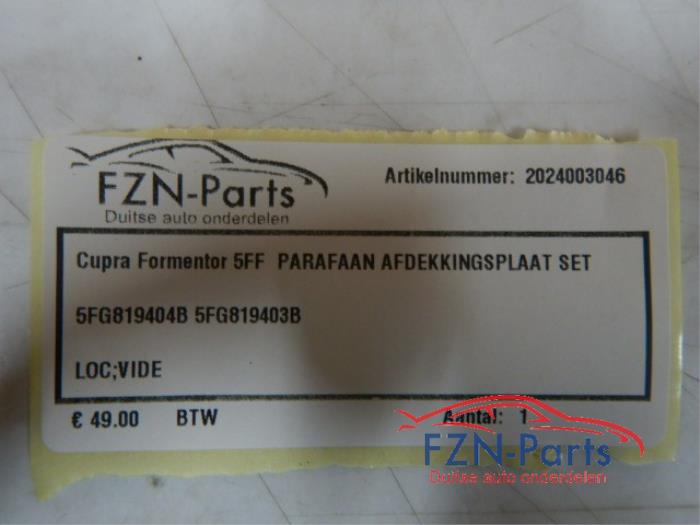 FZN-Parts
Duitse auto onderdelen
Artikelnummer: 2024003046
Cupra Formentor 5FF PARAFAAN AFDEKKINGSPLAAT SET
5FG819404B 5FG819403B
LOC;VIDE
€ 49.00 BTW Aantal: 1
FZN-Parts
Duitse auto onderdelen